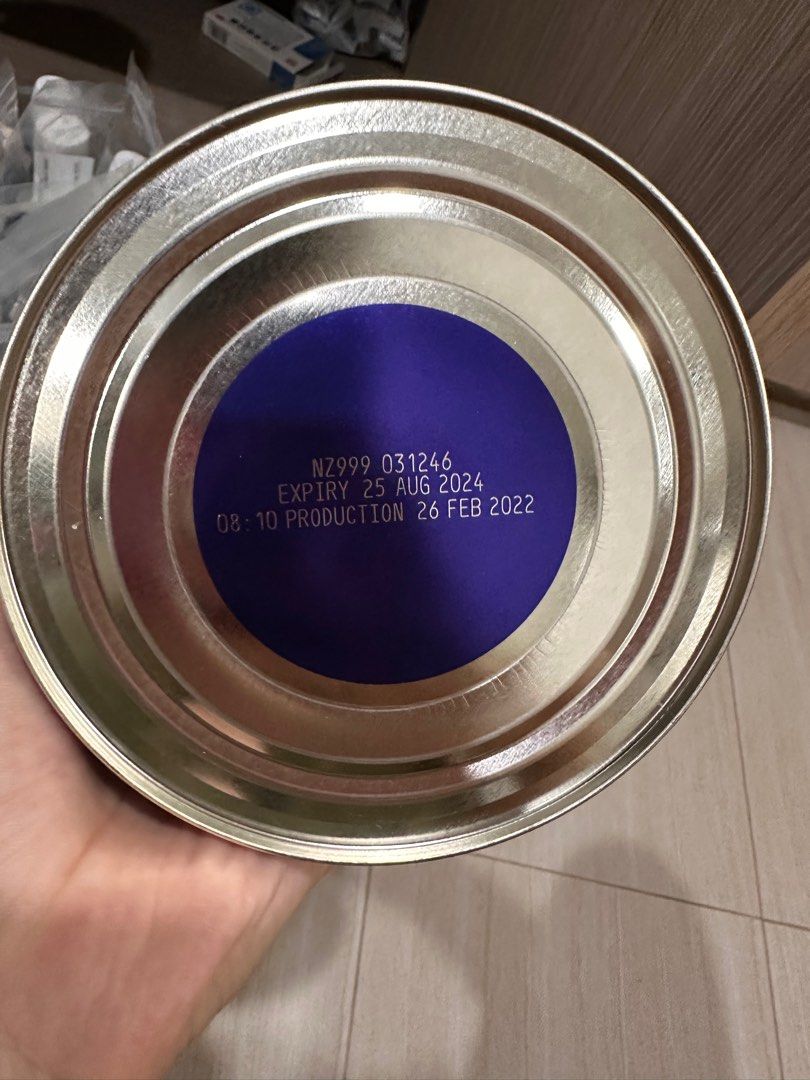 NZ999 031246
EXPIRY 25 AUG 2024
08:10 PRODUCTION 26 FEB 2022